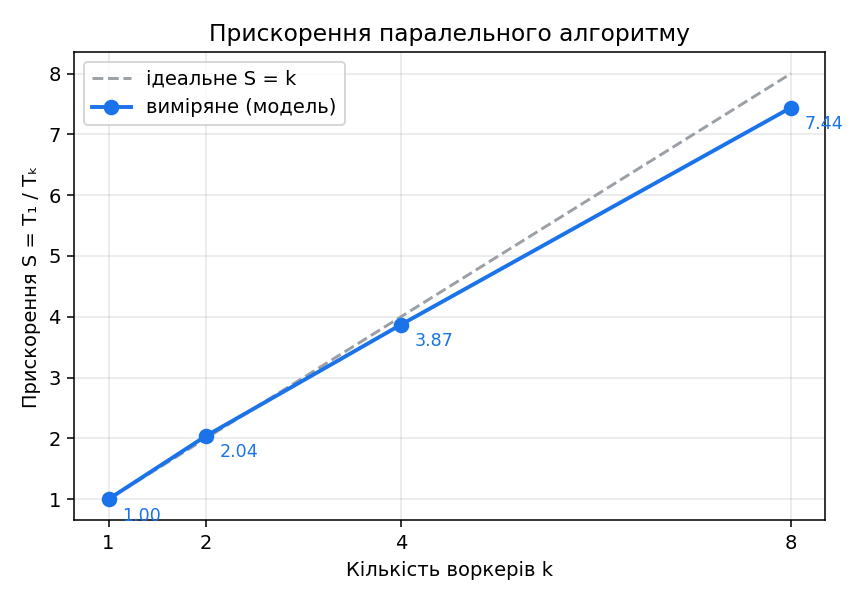 Прискорення паралельного алгоритму
ідеальне S = k
виміряне (модель)
Прискорення S = T₁ / Tₖ
8
7
6
5
4
3
2
1
7.44
3.87
2.04
1.00
1 2 4 8
Кількість воркерів k